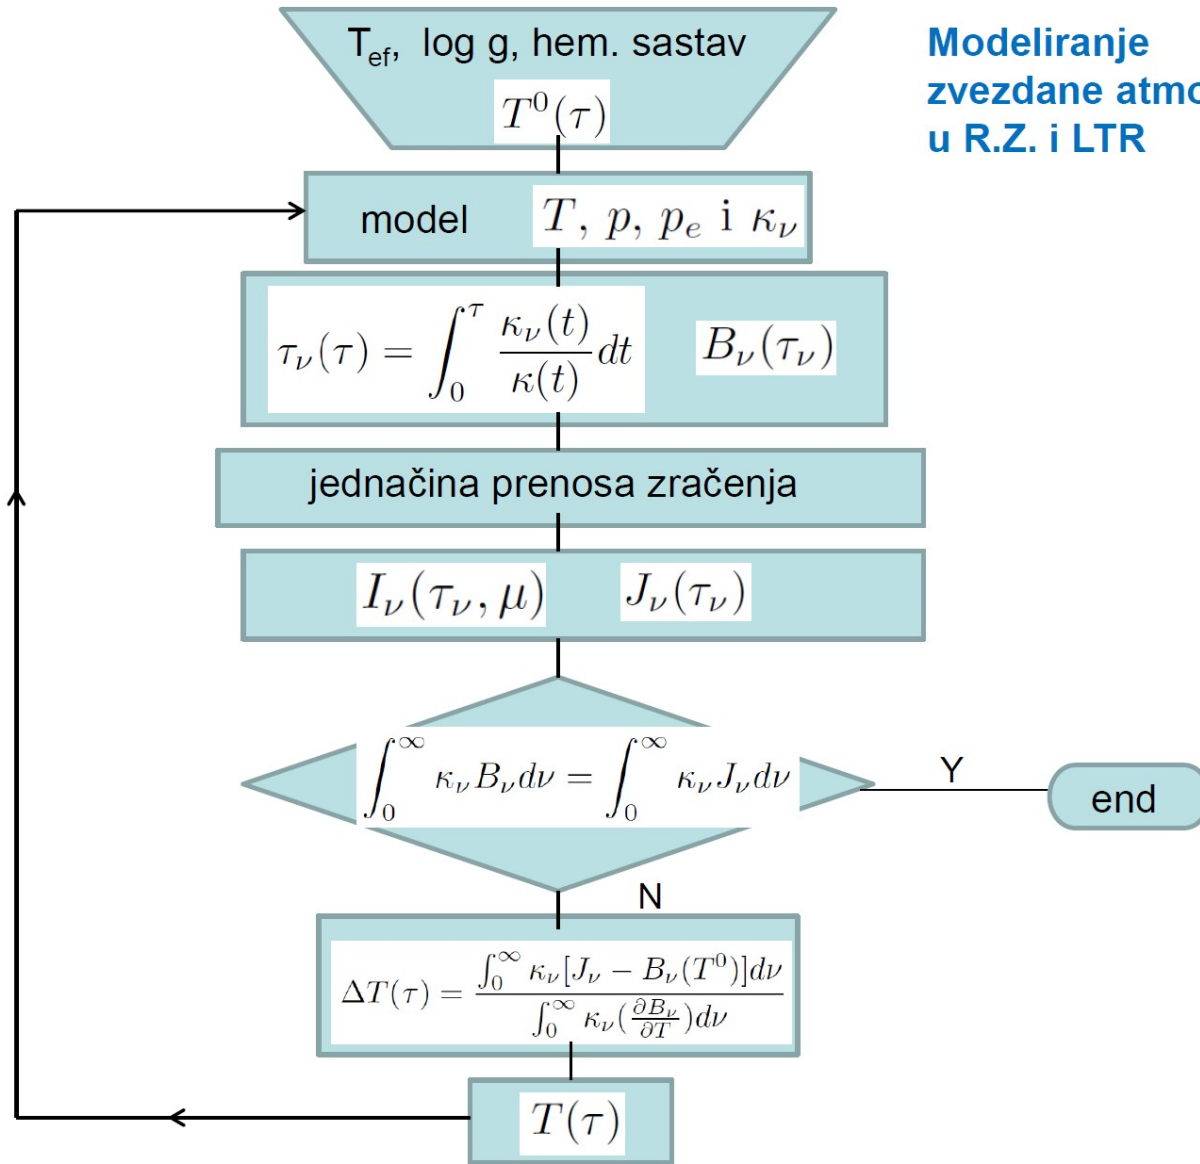 T_ef, log g, hem. sastav
T^0(τ)
Modeliranje
zvezdane atmo
u R.Z. i LTR
model T, p, p_e i κ_ν
τ_ν(τ) = ∫_0^τ κ_ν(t)/κ(t) dt B_ν(τ_ν)
jednačina prenosa zračenja
I_ν(τ_ν, μ) J_ν(τ_ν)
∫_0^∞ κ_ν B_ν dν = ∫_0^∞ κ_ν J_ν dν
Y
end
N
ΔT(τ) = ∫_0^∞ κ_ν[J_ν − B_ν(T^0)]dν / ∫_0^∞ κ_ν(∂B_ν/∂T)dν
T(τ)